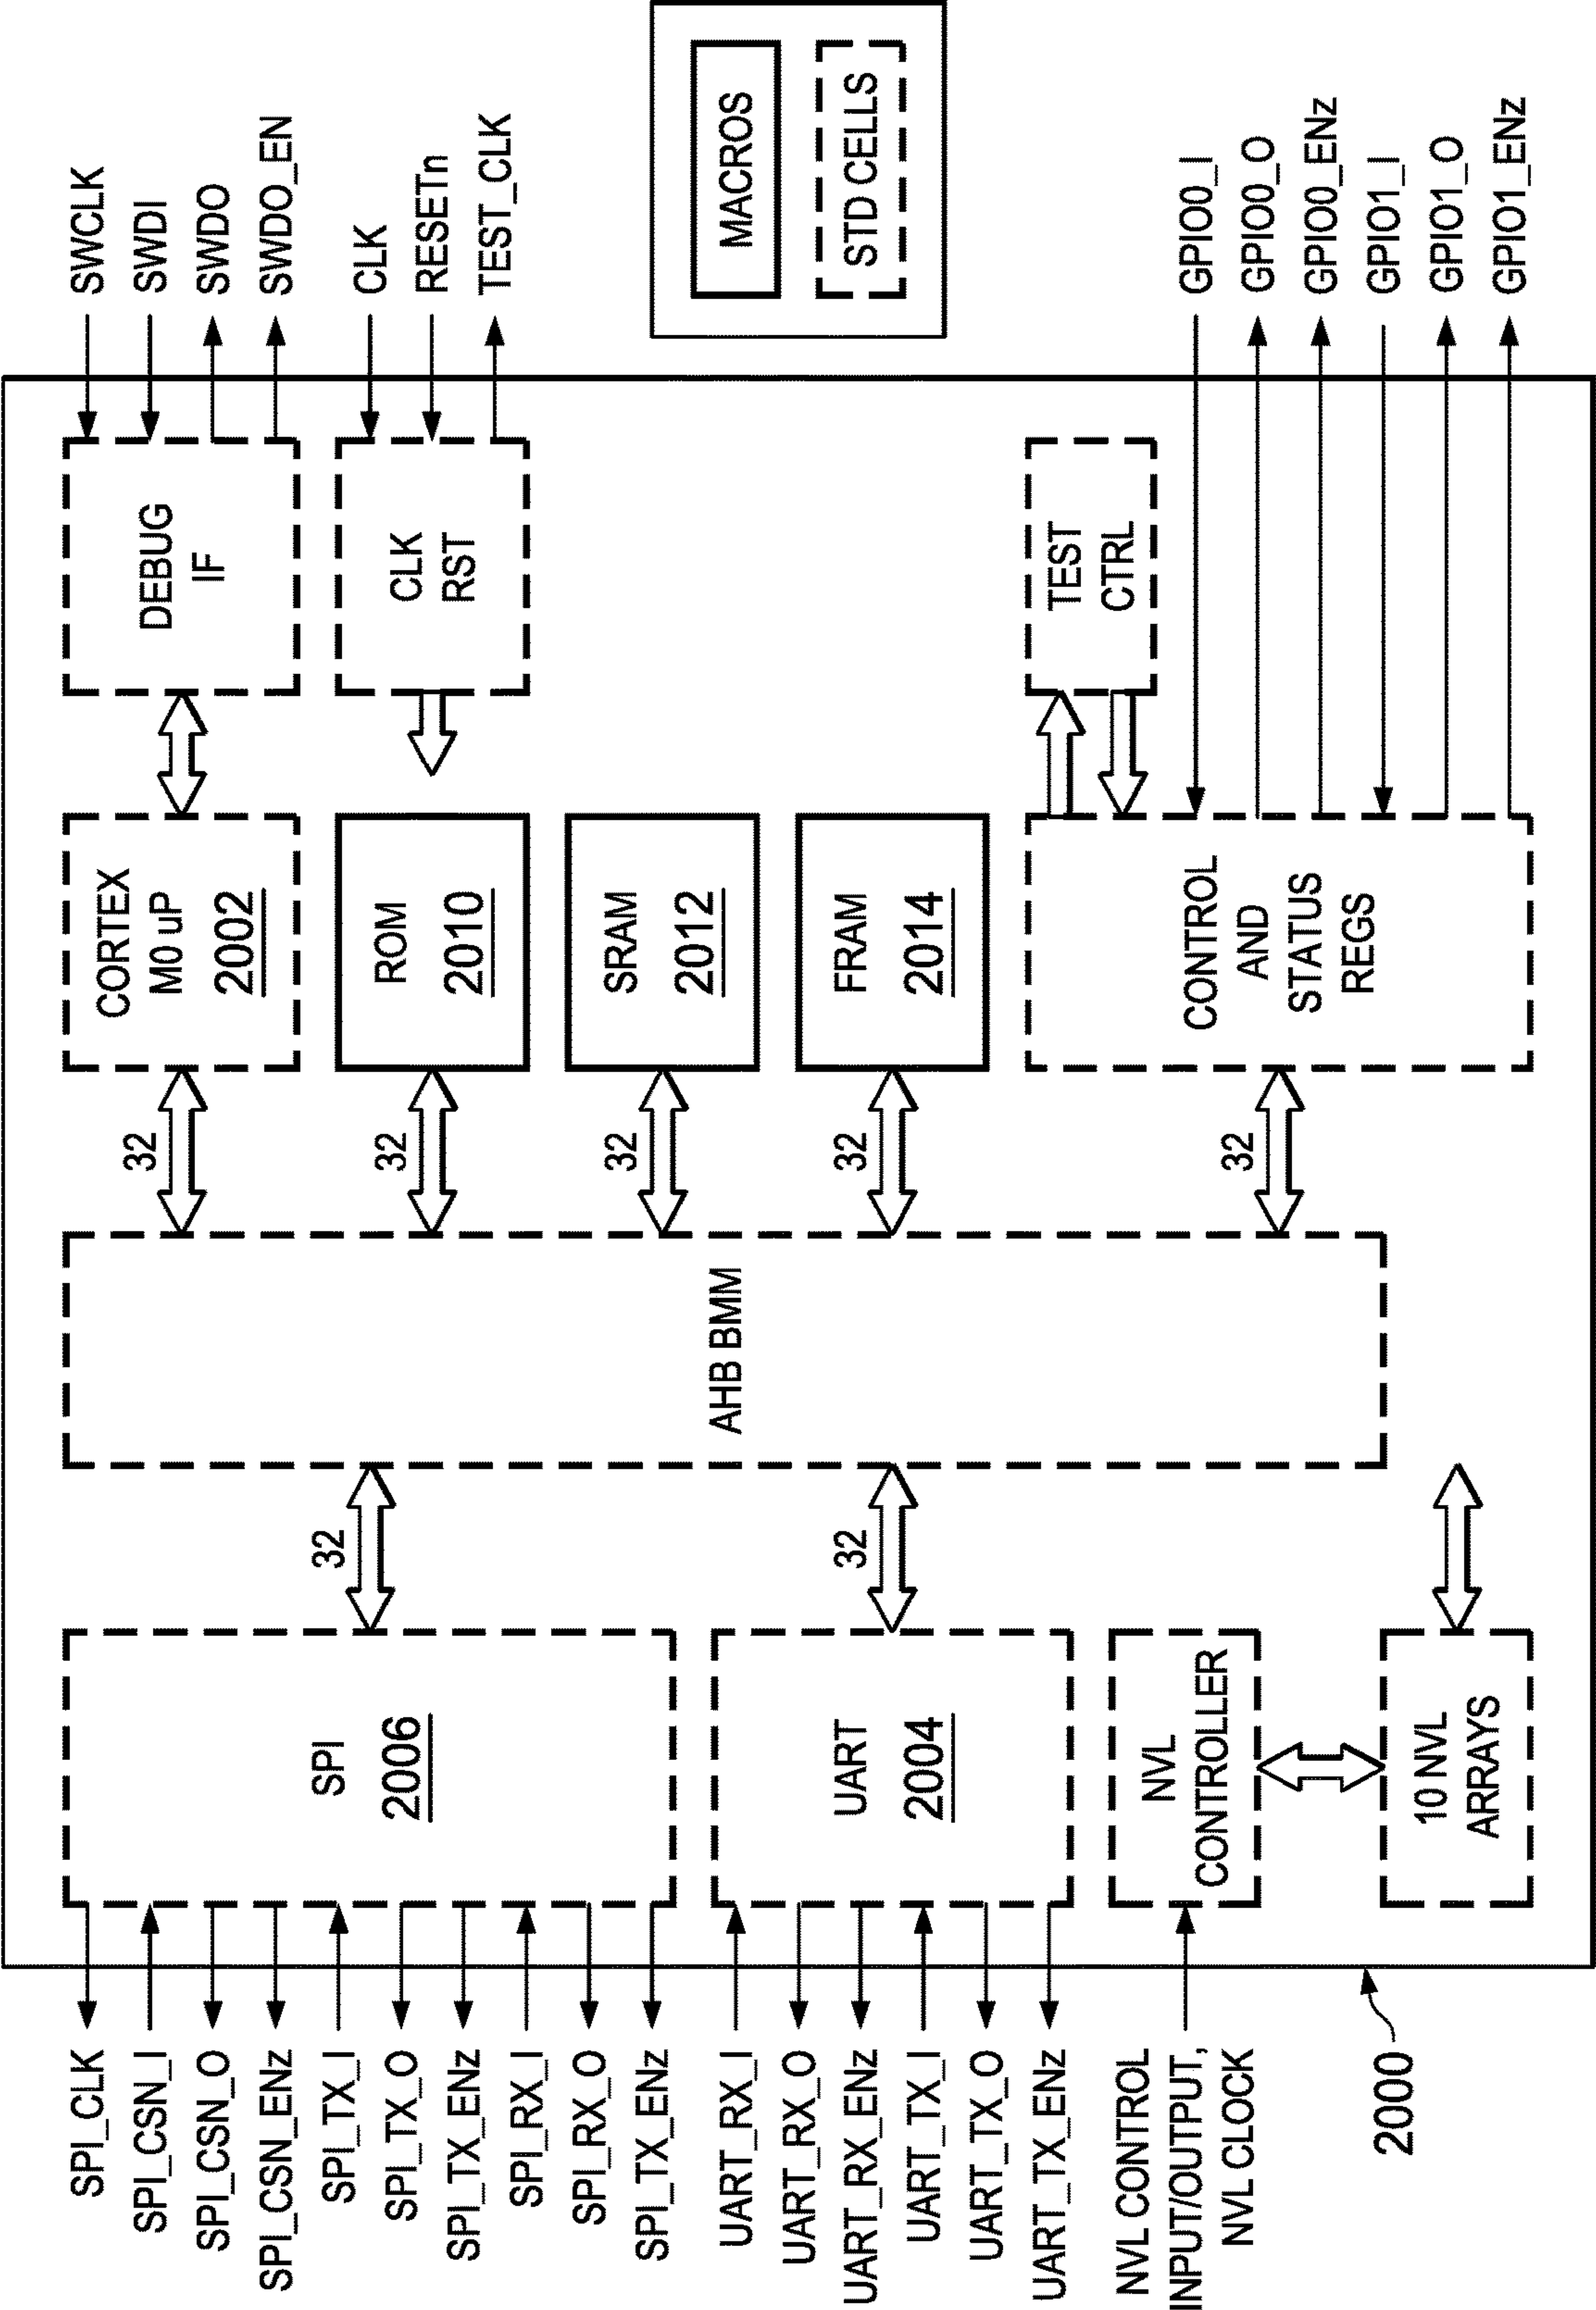 SPI_CLK
SPI_CSN_I
SPI_CSN_O
SPI_CSN_ENz
SPI_TX_I
SPI_TX_O
SPI_TX_ENz
SPI_RX_I
SPI_RX_O
SPI_TX_ENz
UART_RX_I
UART_RX_O
UART_RX_ENz
UART_TX_I
UART_TX_O
UART_TX_ENz
NVL CONTROL
INPUT/OUTPUT,
NVL CLOCK
2000
SPI
2006
UART
2004
NVL
CONTROLLER
10 NVL
ARRAYS
32
32
AHB BMM
32
32
32
32
32
CORTEX
M0 uP
2002
ROM
2010
SRAM
2012
FRAM
2014
CONTROL
AND
STATUS
REGS
DEBUG
IF
CLK
RST
TEST
CTRL
SWCLK
SWDI
SWDO
SWDO_EN
CLK
RESETn
TEST_CLK
MACROS
STD CELLS
GPIO0_I
GPIO0_O
GPIO0_ENz
GPIO1_I
GPIO1_O
GPIO1_ENz